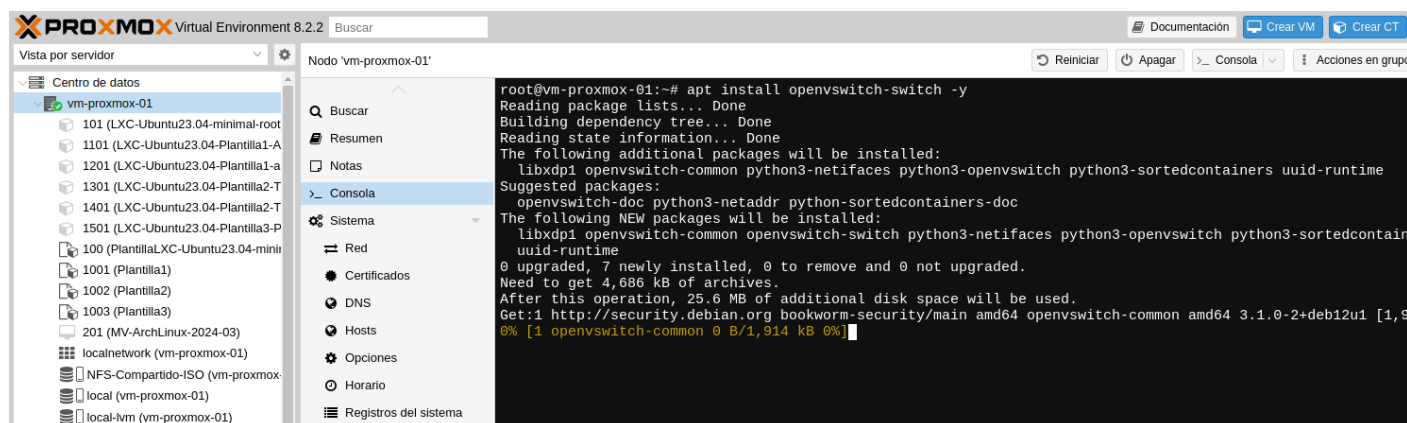 PROXMOX Virtual Environment 8.2.2 Buscar Documentación Crear VM Crear CT
Vista por servidor
Nodo 'vm-proxmox-01' Reiniciar Apagar >_ Consola Acciones en grupo
Centro de datos
vm-proxmox-01
101 (LXC-Ubuntu23.04-minimal-root
1101 (LXC-Ubuntu23.04-Plantilla1-A
1201 (LXC-Ubuntu23.04-Plantilla1-a
1301 (LXC-Ubuntu23.04-Plantilla2-T
1401 (LXC-Ubuntu23.04-Plantilla2-T
1501 (LXC-Ubuntu23.04-Plantilla3-P
100 (PlantillaLXC-Ubuntu23.04-minir
1001 (Plantilla1)
1002 (Plantilla2)
1003 (Plantilla3)
201 (MV-ArchLinux-2024-03)
localnetwork (vm-proxmox-01)
NFS-Compartido-ISO (vm-proxmox-
local (vm-proxmox-01)
local-lvm (vm-proxmox-01)
Buscar
Resumen
Notas
>_ Consola
Sistema
Red
Certificados
DNS
Hosts
Opciones
Horario
Registros del sistema
root@vm-proxmox-01:~# apt install openvswitch-switch -y
Reading package lists... Done
Building dependency tree... Done
Reading state information... Done
The following additional packages will be installed:
libxdp1 openvswitch-common python3-netifaces python3-openvswitch python3-sortedcontainers uuid-runtime
Suggested packages:
openvswitch-doc python3-netaddr python-sortedcontainers-doc
The following NEW packages will be installed:
libxdp1 openvswitch-common openvswitch-switch python3-netifaces python3-openvswitch python3-sortedcontain
uuid-runtime
0 upgraded, 7 newly installed, 0 to remove and 0 not upgraded.
Need to get 4,686 kB of archives.
After this operation, 25.6 MB of additional disk space will be used.
Get:1 http://security.debian.org bookworm-security/main amd64 openvswitch-common amd64 3.1.0-2+deb12u1 [1,9
0% [1 openvswitch-common 0 B/1,914 kB 0%]